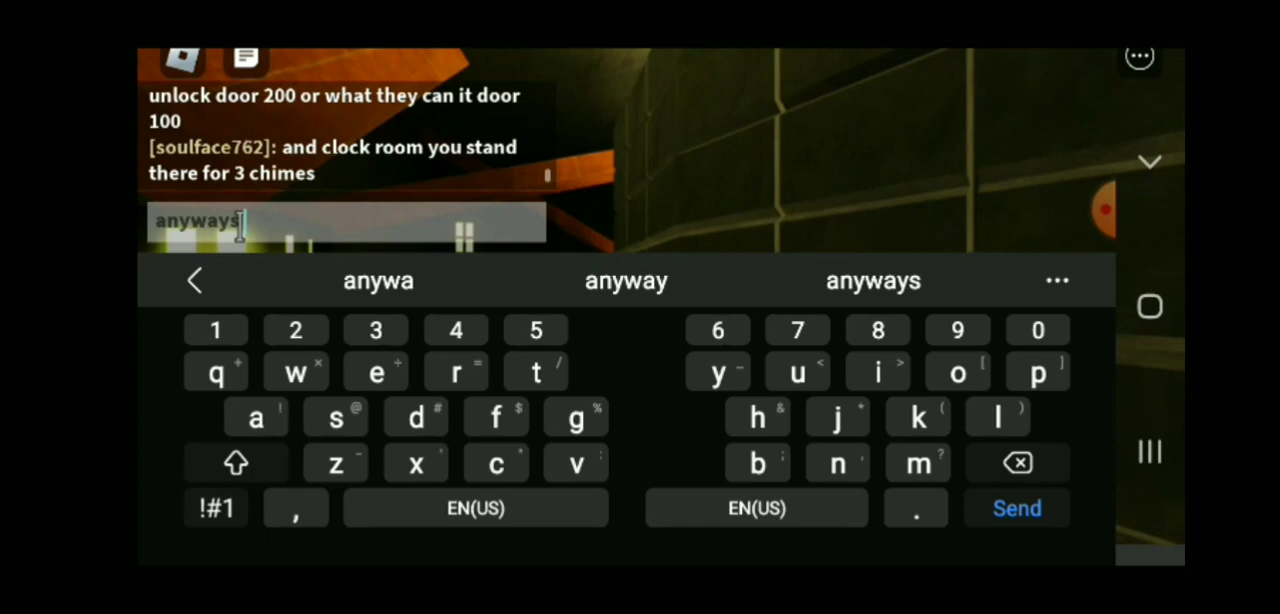 unlock door 200 or what they can it door
100
[soulface762]: and clock room you stand
there for 3 chimes
anyways
anywa anyway anyways
1 2 3 4 5 6 7 8 9 0
q + w × e ÷ r = t / y _ u < i > o [ p ]
a ! s @ d # f $ g % h & j * k ( l )
z - x ' c " v : b ; n , m ?
!#1 , EN(US) EN(US) . Send